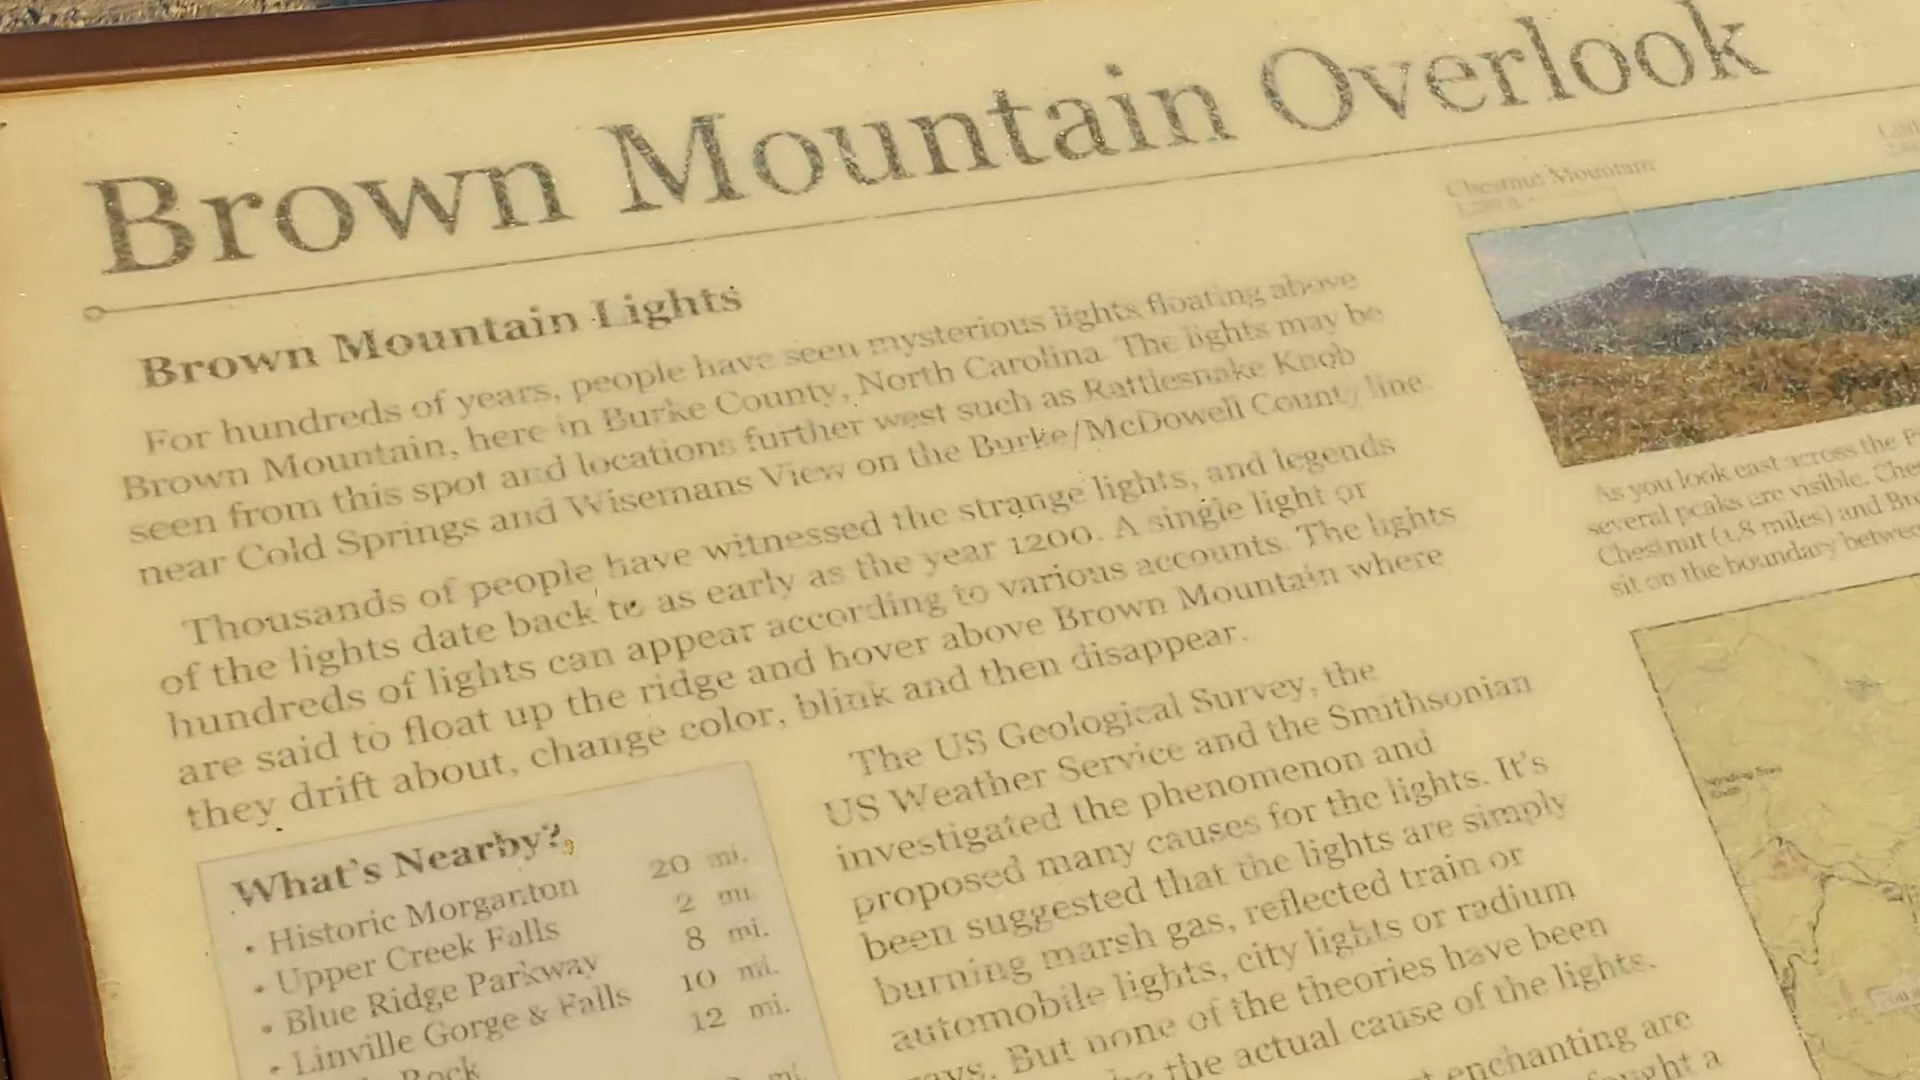 Brown Mountain Overlook
Brown Mountain Lights
For hundreds of years, people have seen mysterious lights floating above
Brown Mountain, here in Burke County, North Carolina. The lights may be
seen from this spot and locations further west such as Rattlesnake Knob
near Cold Springs and Wisemans View on the Burke/McDowell County line.
Thousands of people have witnessed the strange lights, and legends
of the lights date back to as early as the year 1200. A single light or
hundreds of lights can appear according to various accounts. The lights
are said to float up the ridge and hover above Brown Mountain where
they drift about, change color, blink and then disappear.
The US Geological Survey, the
US Weather Service and the Smithsonian
investigated the phenomenon and
proposed many causes for the lights. It's
been suggested that the lights are simply
burning marsh gas, reflected train or
automobile lights, city lights or radium
rays. But none of the theories have been
the actual cause of the lights.
enchanting are
a
What's Nearby?
• Historic Morganton 20 mi.
• Upper Creek Falls 2 mi.
• Blue Ridge Parkway 8 mi.
• Linville Gorge & Falls 10 mi.
Rock 12 mi.
mi.
Chestnut Mountain
As you look east across the
several peaks are visible.
Chestnut (1.8 miles) and
sit on the boundary